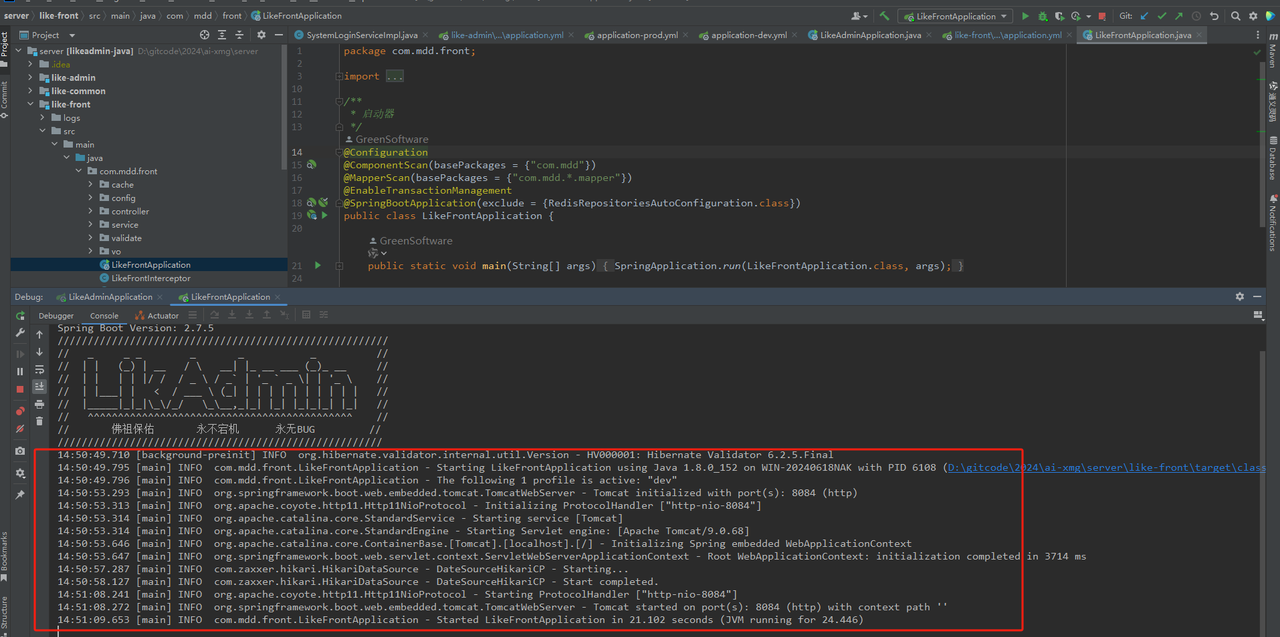 server › like-front › src › main › java › com › mdd › front › LikeFrontApplication
LikeFrontApplication
Git:
Project
SystemLoginServiceImpl.java
like-admin\...\application.yml
application-prod.yml
application-dev.yml
LikeAdminApplication.java
like-front\...\application.yml
LikeFrontApplication.java
Project
Commit
Bookmarks
Structure
Maven
通义灵码
Database
Notifications
server [likeadmin-java] D:\gitcode\2024\ai-xmg\server
.idea
like-admin
like-common
like-front
logs
src
main
java
com.mdd.front
cache
config
controller
service
validate
vo
LikeFrontApplication
LikeFrontInterceptor
1 package com.mdd.front;
2
3 import ...
10
11 /**
12 * 启动器
13 */
GreenSoftware
14 @Configuration
15 @ComponentScan(basePackages = {"com.mdd"})
16 @MapperScan(basePackages = {"com.mdd.*.mapper"})
17 @EnableTransactionManagement
18 @SpringBootApplication(exclude = {RedisRepositoriesAutoConfiguration.class})
19 public class LikeFrontApplication {
20
GreenSoftware
21 public static void main(String[] args) { SpringApplication.run(LikeFrontApplication.class, args); }
24
Debug: LikeAdminApplication LikeFrontApplication
Debugger Console Actuator
Spring Boot Version: 2.7.5
LikAdmin
佛祖保佑 永不宕机 永无BUG
14:50:49.710 [background-preinit] INFO org.hibernate.validator.internal.util.Version - HV000001: Hibernate Validator 6.2.5.Final
14:50:49.795 [main] INFO com.mdd.front.LikeFrontApplication - Starting LikeFrontApplication using Java 1.8.0_152 on WIN-20240618NAK with PID 6108 (D:\gitcode\2024\ai-xmg\server\like-front\target\class
14:50:49.796 [main] INFO com.mdd.front.LikeFrontApplication - The following 1 profile is active: "dev"
14:50:53.293 [main] INFO org.springframework.boot.web.embedded.tomcat.TomcatWebServer - Tomcat initialized with port(s): 8084 (http)
14:50:53.313 [main] INFO org.apache.coyote.http11.Http11NioProtocol - Initializing ProtocolHandler ["http-nio-8084"]
14:50:53.314 [main] INFO org.apache.catalina.core.StandardService - Starting service [Tomcat]
14:50:53.314 [main] INFO org.apache.catalina.core.StandardEngine - Starting Servlet engine: [Apache Tomcat/9.0.68]
14:50:53.646 [main] INFO org.apache.catalina.core.ContainerBase.[Tomcat].[localhost].[/] - Initializing Spring embedded WebApplicationContext
14:50:53.647 [main] INFO org.springframework.boot.web.servlet.context.ServletWebServerApplicationContext - Root WebApplicationContext: initialization completed in 3714 ms
14:50:57.287 [main] INFO com.zaxxer.hikari.HikariDataSource - DateSourceHikariCP - Starting...
14:50:58.127 [main] INFO com.zaxxer.hikari.HikariDataSource - DateSourceHikariCP - Start completed.
14:51:08.241 [main] INFO org.apache.coyote.http11.Http11NioProtocol - Starting ProtocolHandler ["http-nio-8084"]
14:51:08.272 [main] INFO org.springframework.boot.web.embedded.tomcat.TomcatWebServer - Tomcat started on port(s): 8084 (http) with context path ''
14:51:09.653 [main] INFO com.mdd.front.LikeFrontApplication - Started LikeFrontApplication in 21.102 seconds (JVM running for 24.446)